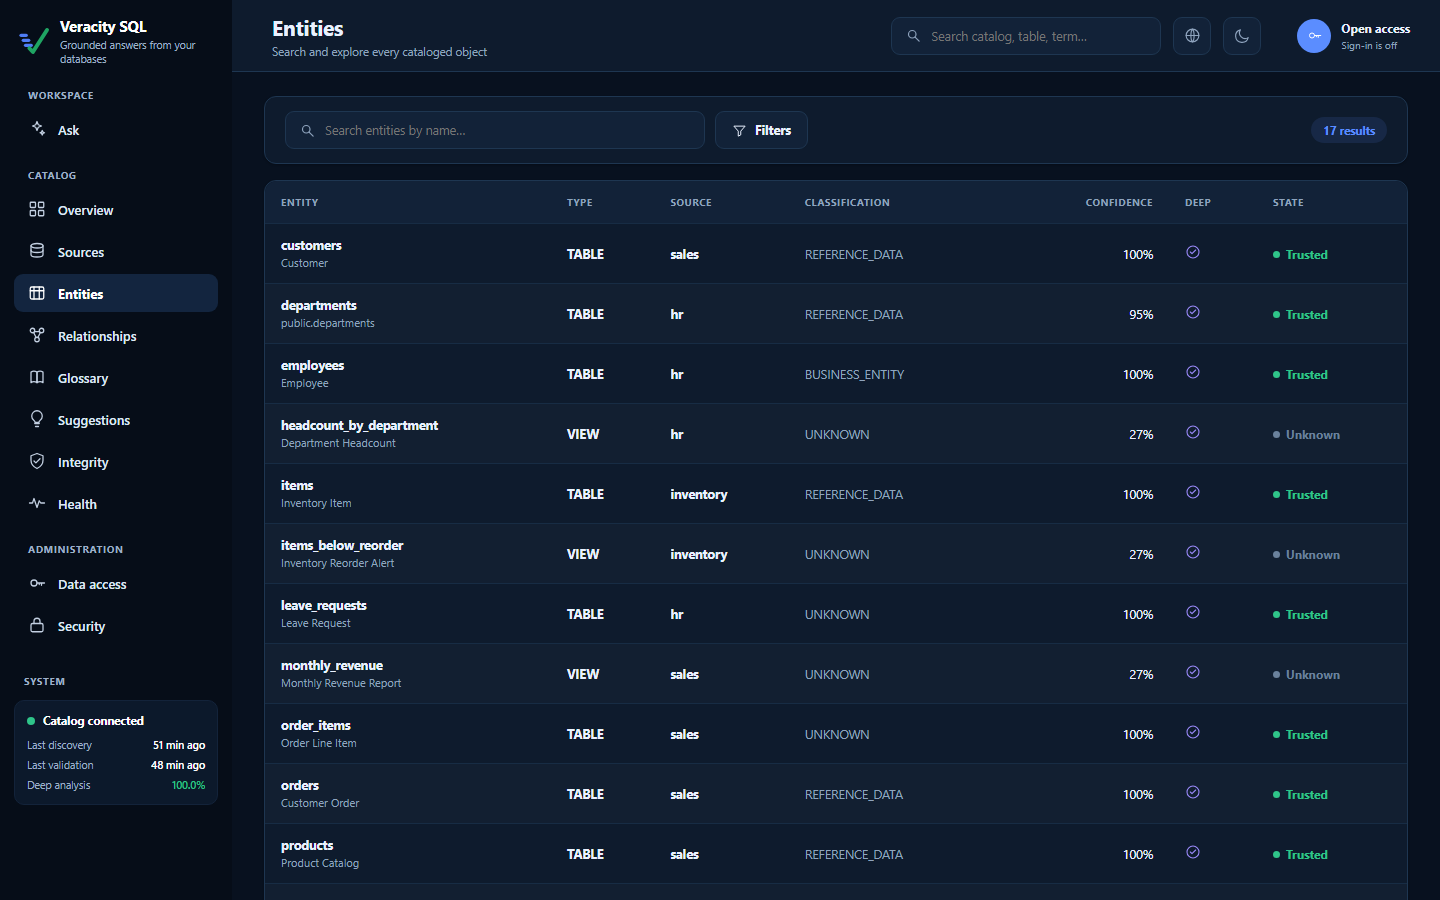 Veracity SQL
Grounded answers from your
databases
WORKSPACE
Ask
CATALOG
Overview
Sources
Entities
Relationships
Glossary
Suggestions
Integrity
Health
ADMINISTRATION
Data access
Security
SYSTEM
Catalog connected
Last discovery 51 min ago
Last validation 48 min ago
Deep analysis 100.0%
Entities
Search and explore every cataloged object
Search catalog, table, term...
Open access
Sign-in is off
Search entities by name...
Filters
17 results
ENTITY TYPE SOURCE CLASSIFICATION CONFIDENCE DEEP STATE
customers
Customer
TABLE sales REFERENCE_DATA 100% Trusted
departments
public.departments
TABLE hr REFERENCE_DATA 95% Trusted
employees
Employee
TABLE hr BUSINESS_ENTITY 100% Trusted
headcount_by_department
Department Headcount
VIEW hr UNKNOWN 27% Unknown
items
Inventory Item
TABLE inventory REFERENCE_DATA 100% Trusted
items_below_reorder
Inventory Reorder Alert
VIEW inventory UNKNOWN 27% Unknown
leave_requests
Leave Request
TABLE hr UNKNOWN 100% Trusted
monthly_revenue
Monthly Revenue Report
VIEW sales UNKNOWN 27% Unknown
order_items
Order Line Item
TABLE sales UNKNOWN 100% Trusted
orders
Customer Order
TABLE sales REFERENCE_DATA 100% Trusted
products
Product Catalog
TABLE sales REFERENCE_DATA 100% Trusted